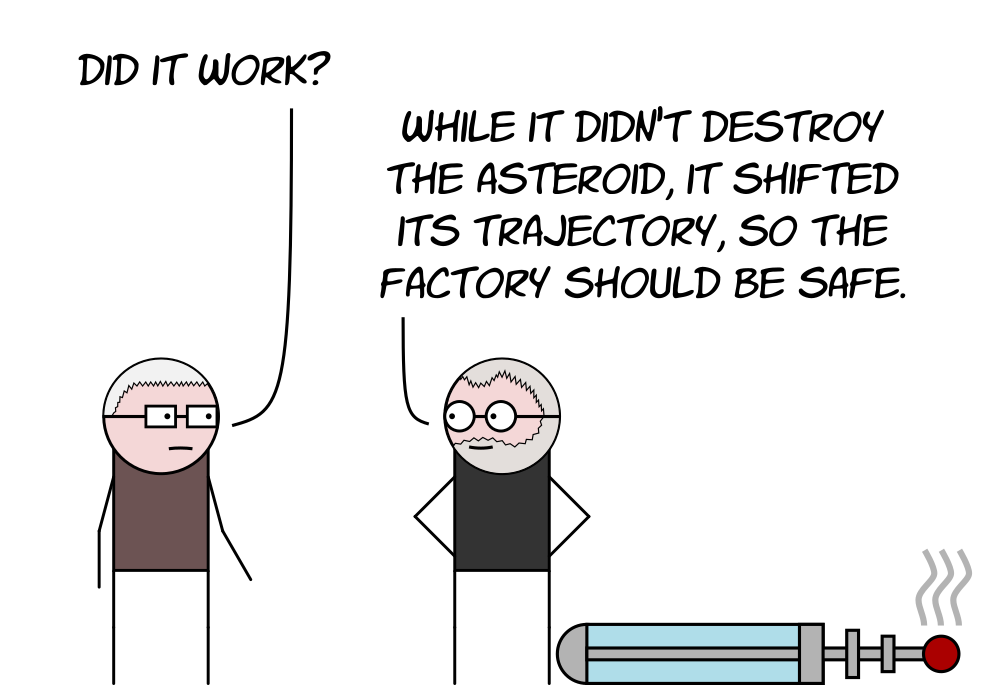 DID IT WORK?
WHILE IT DIDN'T DESTROY
THE ASTEROID, IT SHIFTED
ITS TRAJECTORY, SO THE
FACTORY SHOULD BE SAFE.